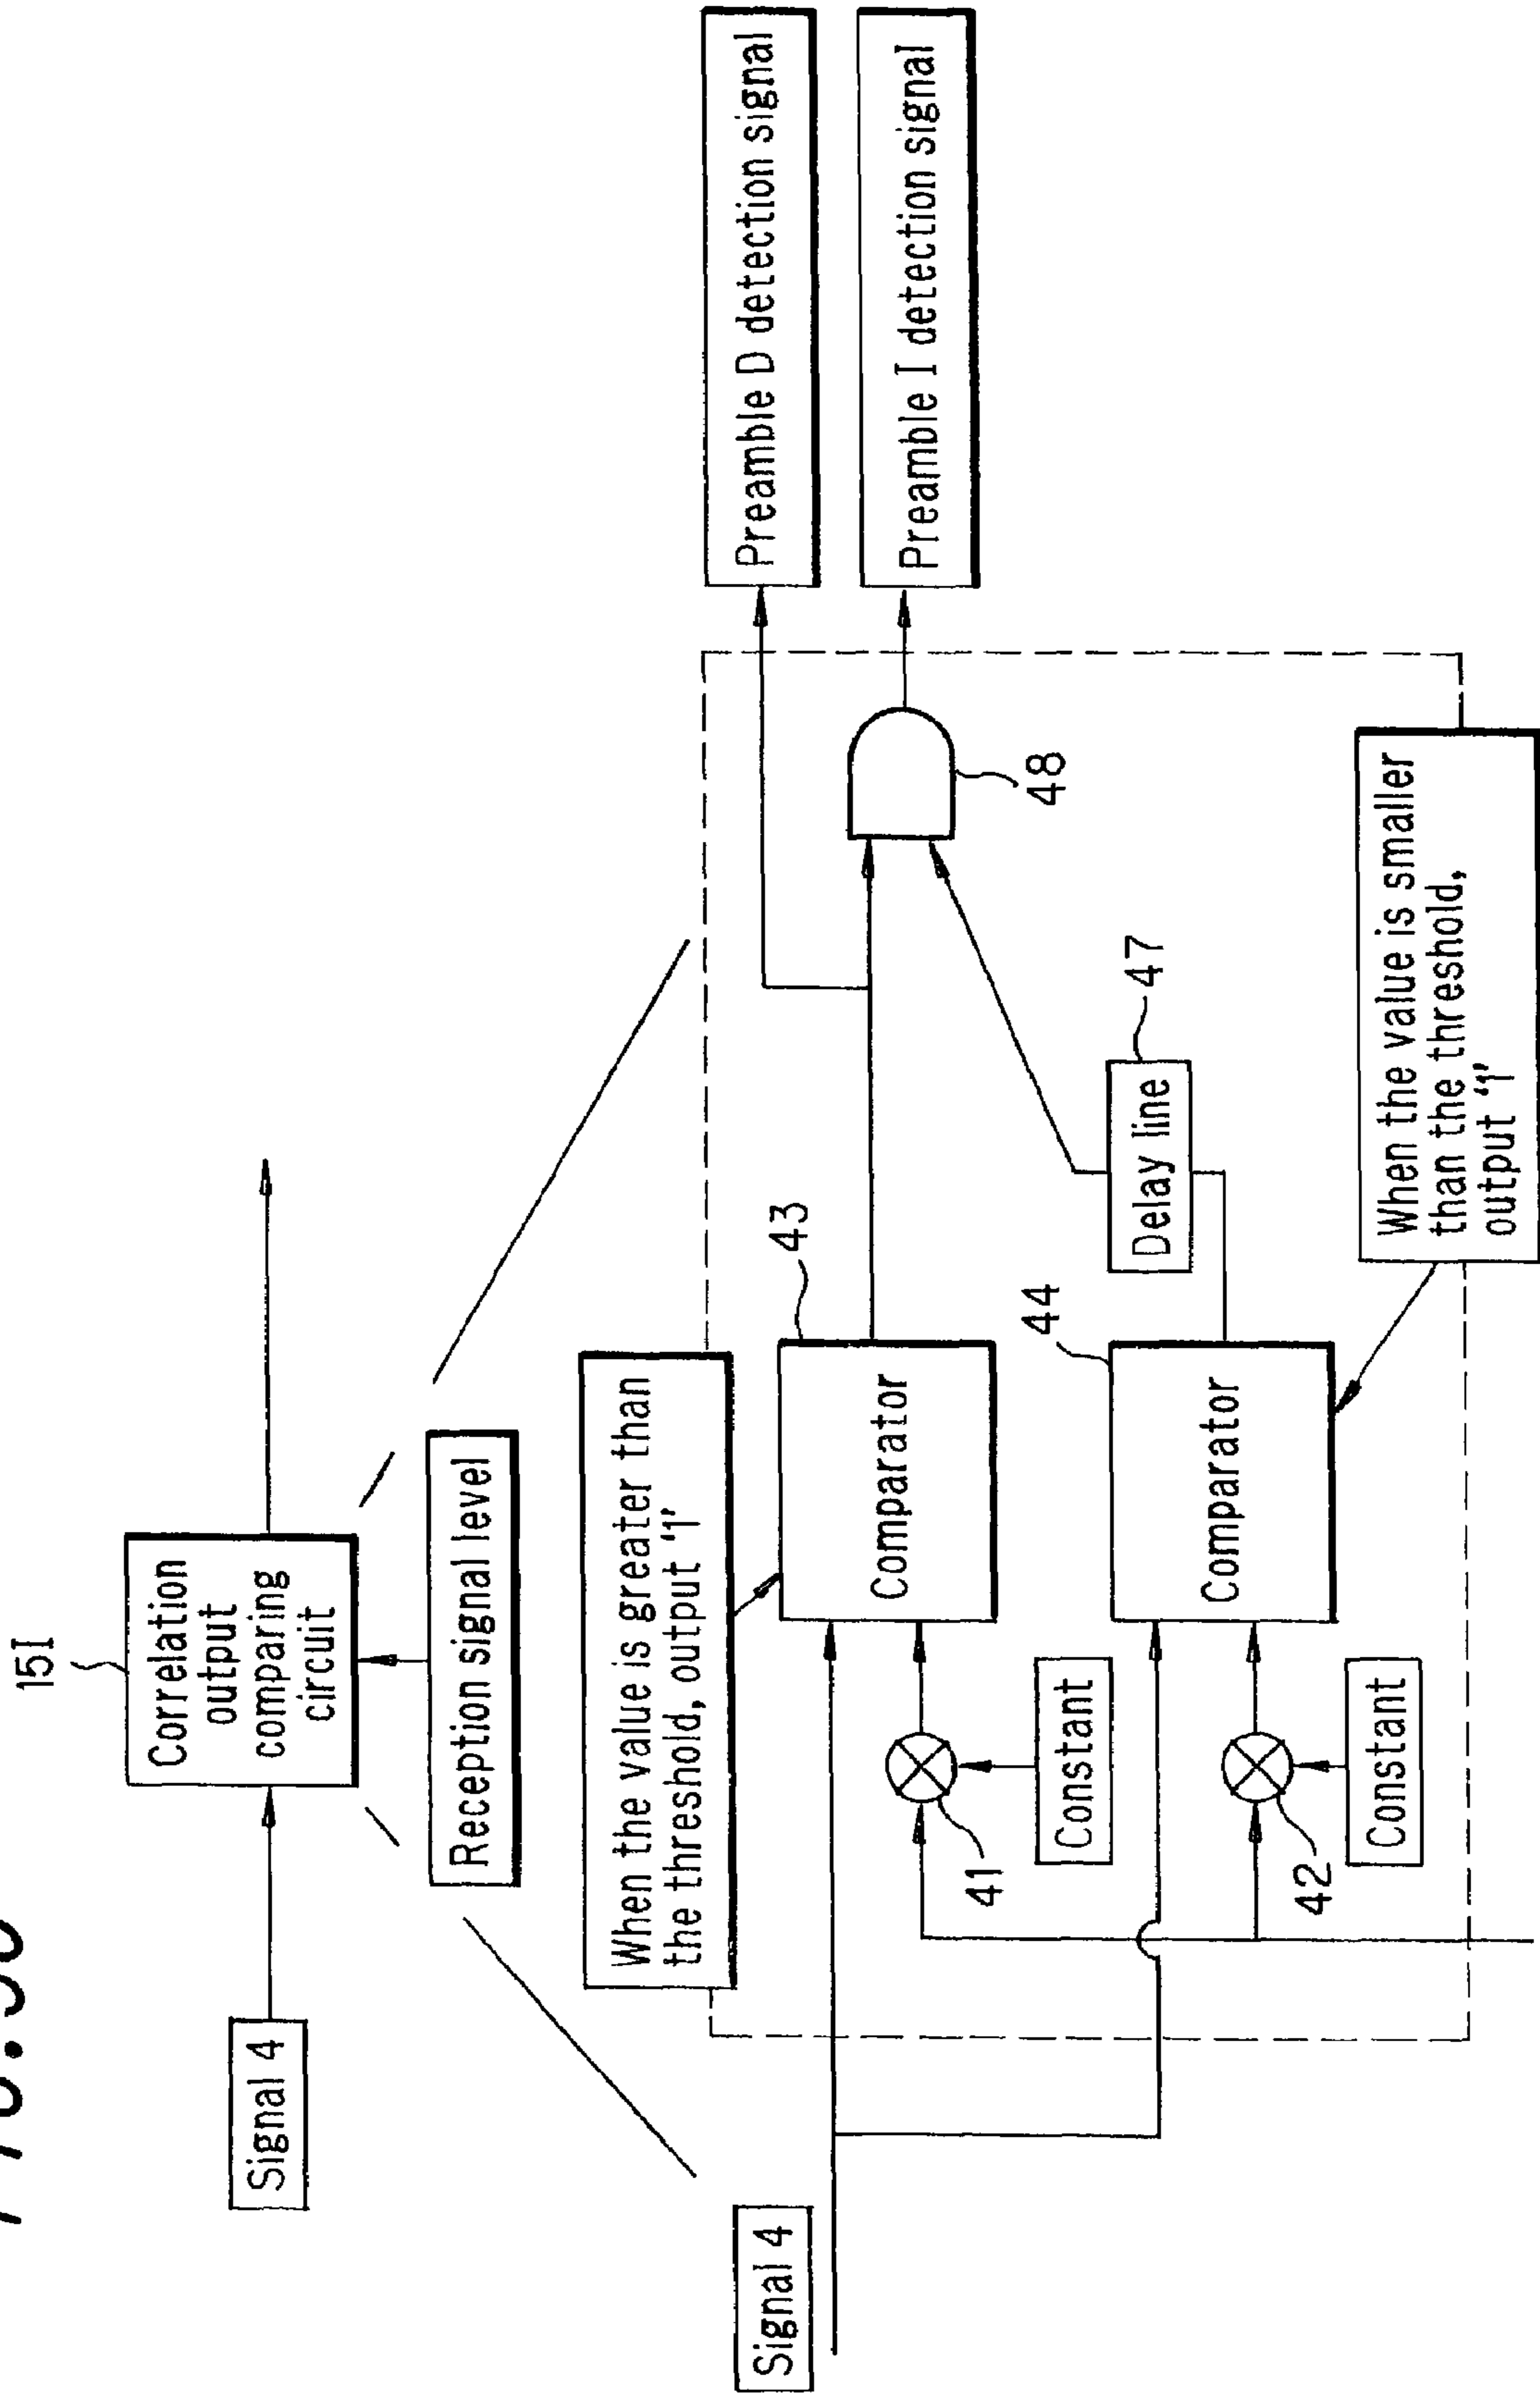 15I
Signal 4
Correlation
output
comparing
circuit
Reception signal level
When the value is greater than
the threshold, output '1'
Signal 4
43
Comparator
41
Constant
44
Comparator
42
Constant
Delay line
47
48
Preamble D detection signal
Preamble I detection signal
When the value is smaller
than the threshold,
output '1'